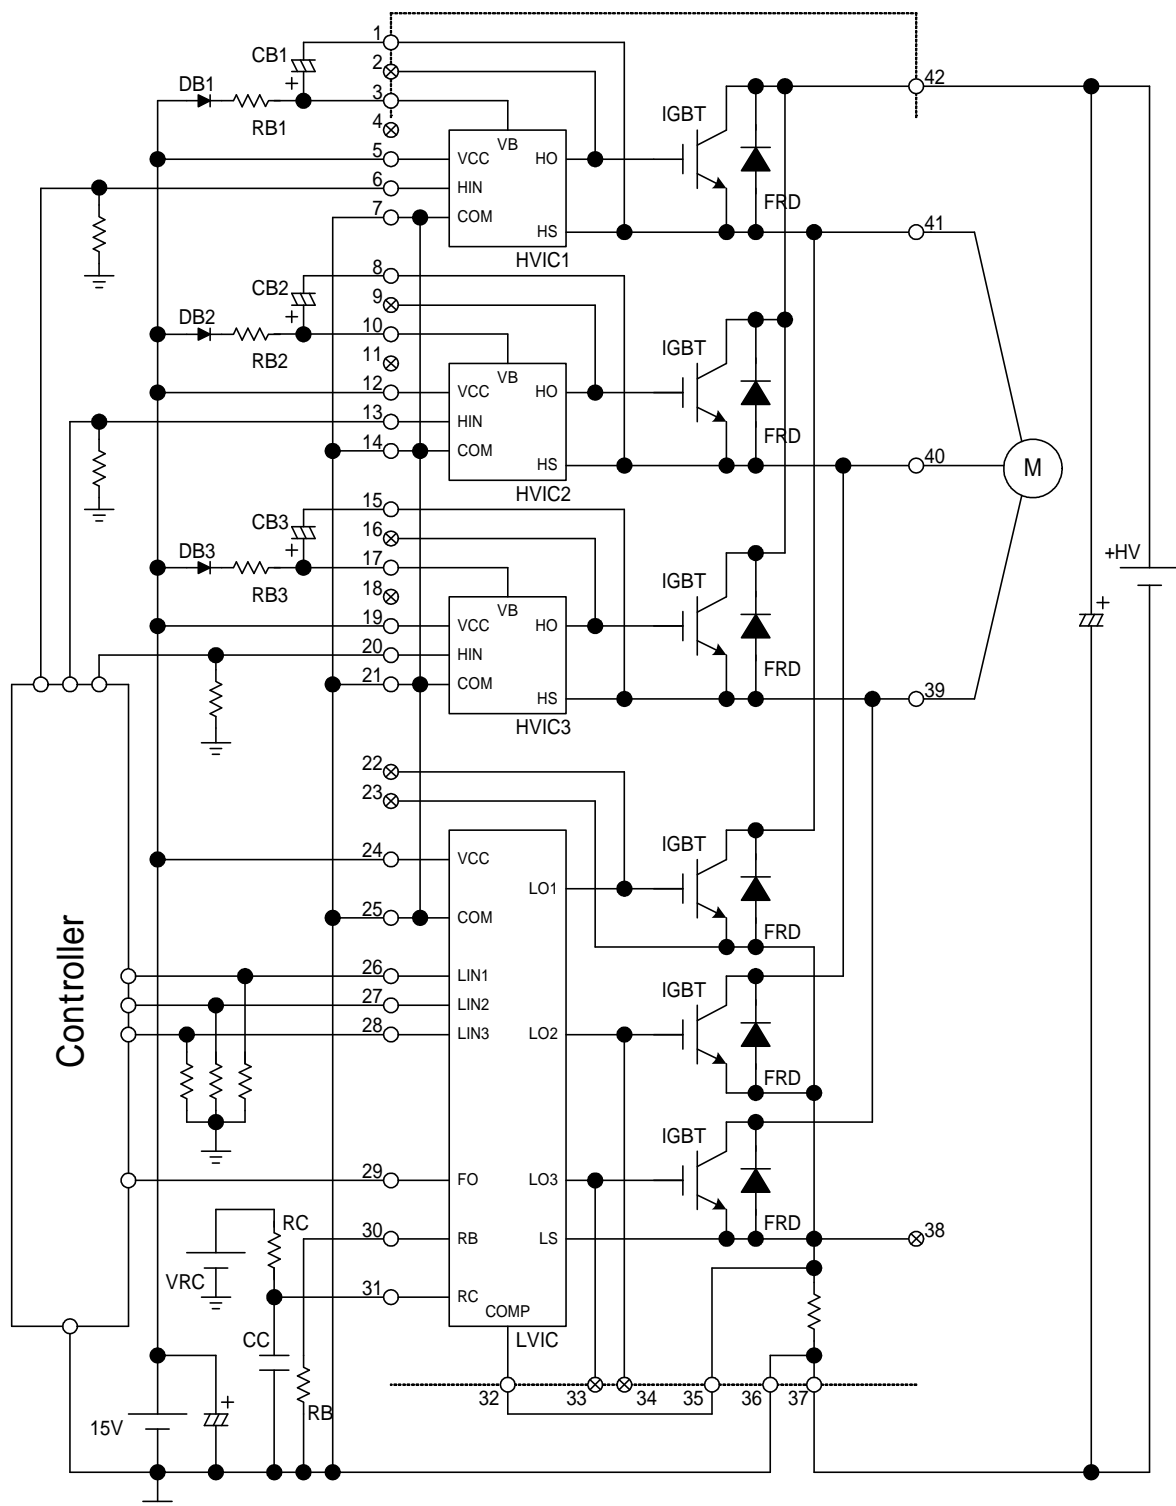 1
CB1
2
42
DB1
3
RB1
4
IGBT
VB
5
VCC
HO
6
HIN
FRD
7
COM
HS
41
HVIC1
8
CB2
9
DB2
10
RB2
11
IGBT
VB
12
VCC
HO
13
HIN
FRD
14
COM
HS
40
M
HVIC2
15
CB3
16
DB3
17
+HV
RB3
18
IGBT
VB
19
VCC
HO
20
HIN
FRD
21
COM
HS
39
HVIC3
22
23
IGBT
24
VCC
LO1
25
COM
FRD
Controller
26
LIN1
IGBT
27
LIN2
28
LIN3
LO2
FRD
IGBT
29
FO
LO3
RC
30
RB
LS
FRD
38
VRC
31
RC
COMP
CC
LVIC
32
33
34
35
36
37
RB
15V
+
+
+
+
+